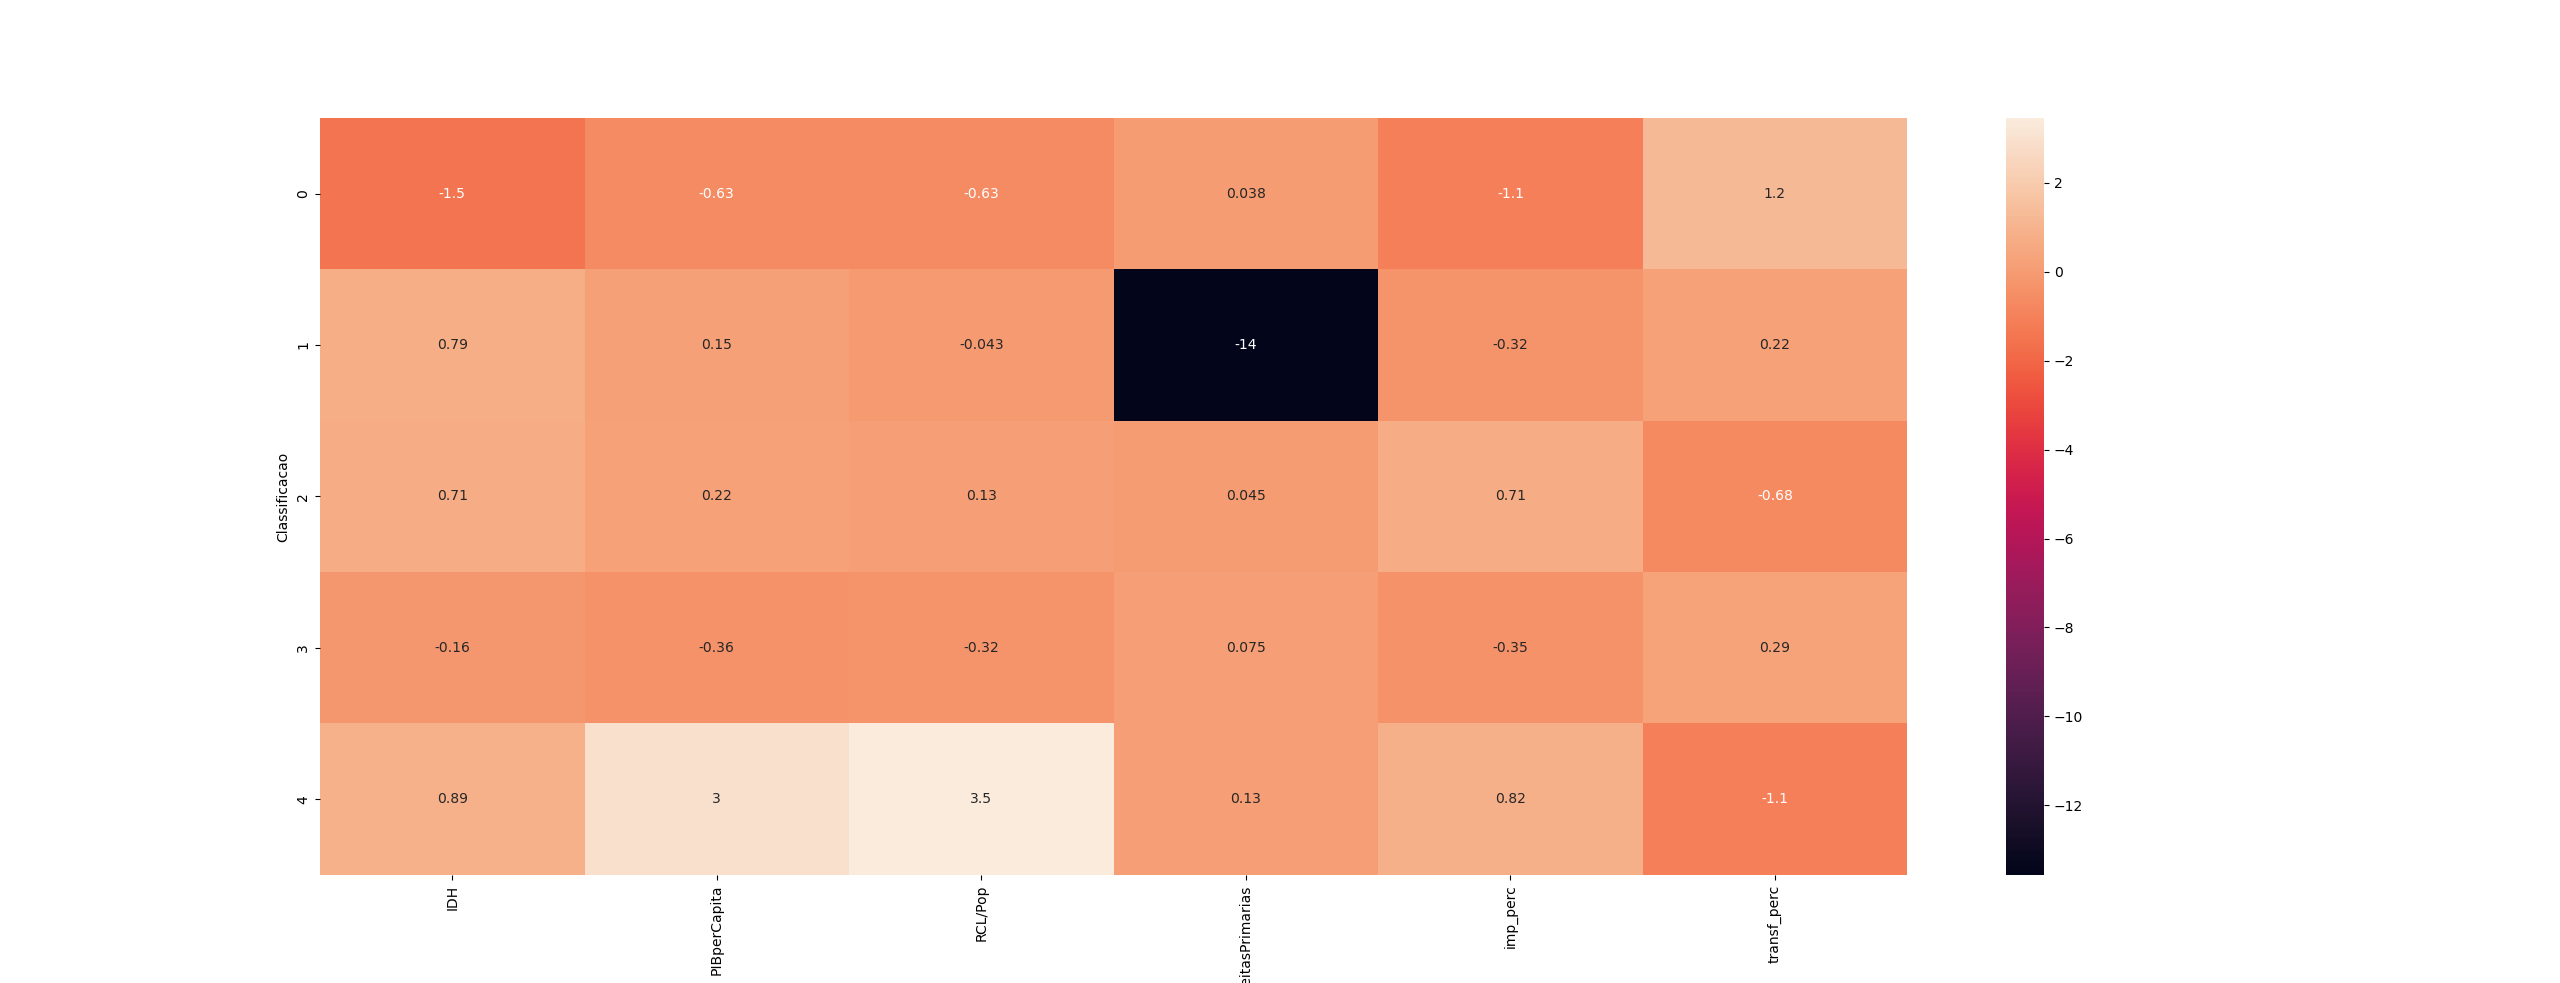 Classificacao
0 -1.5 -0.63 -0.63 0.038 -1.1 1.2
1 0.79 0.15 -0.043 -14 -0.32 0.22
2 0.71 0.22 0.13 0.045 0.71 -0.68
3 -0.16 -0.36 -0.32 0.075 -0.35 0.29
4 0.89 3 3.5 0.13 0.82 -1.1
IDH
PIBperCapita
RCL/Pop
eitasPrimarias
imp_perc
transf_perc
2
0
−2
−4
−6
−8
−10
−12